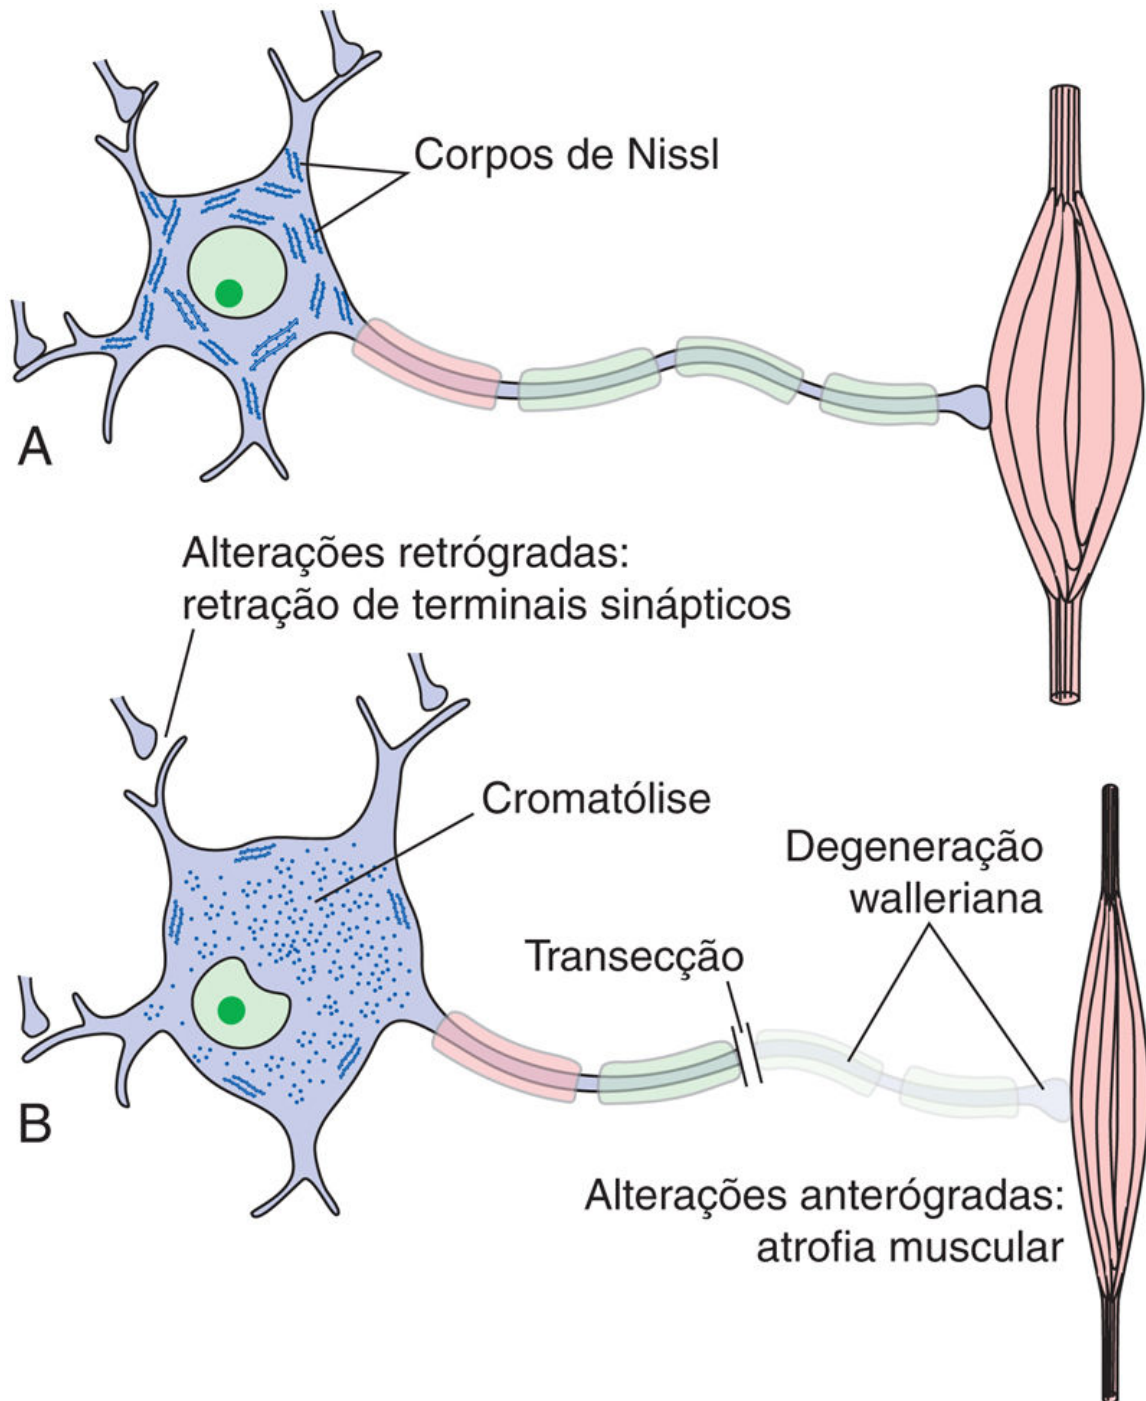 Corpos de Nissl
A
Alterações retrógradas:
retração de terminais sinápticos
Cromatólise
Degeneração
walleriana
Transecção
B
Alterações anterógradas:
atrofia muscular